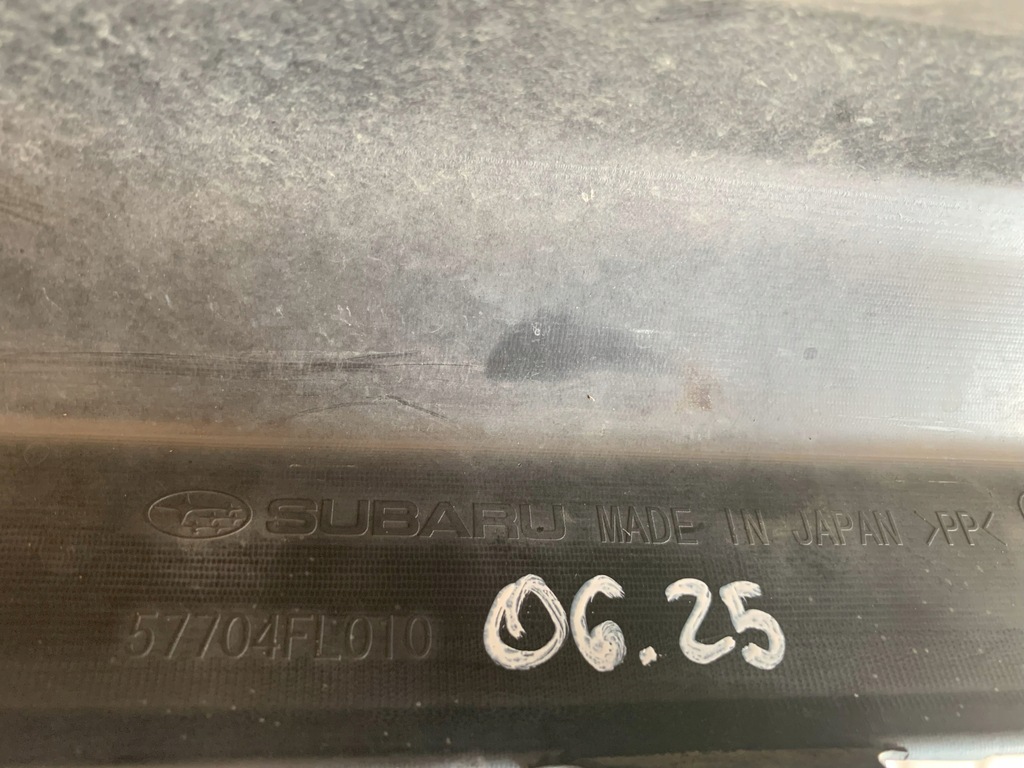 SUBARU MADE IN JAPAN >PP<
57704FL010 06.25